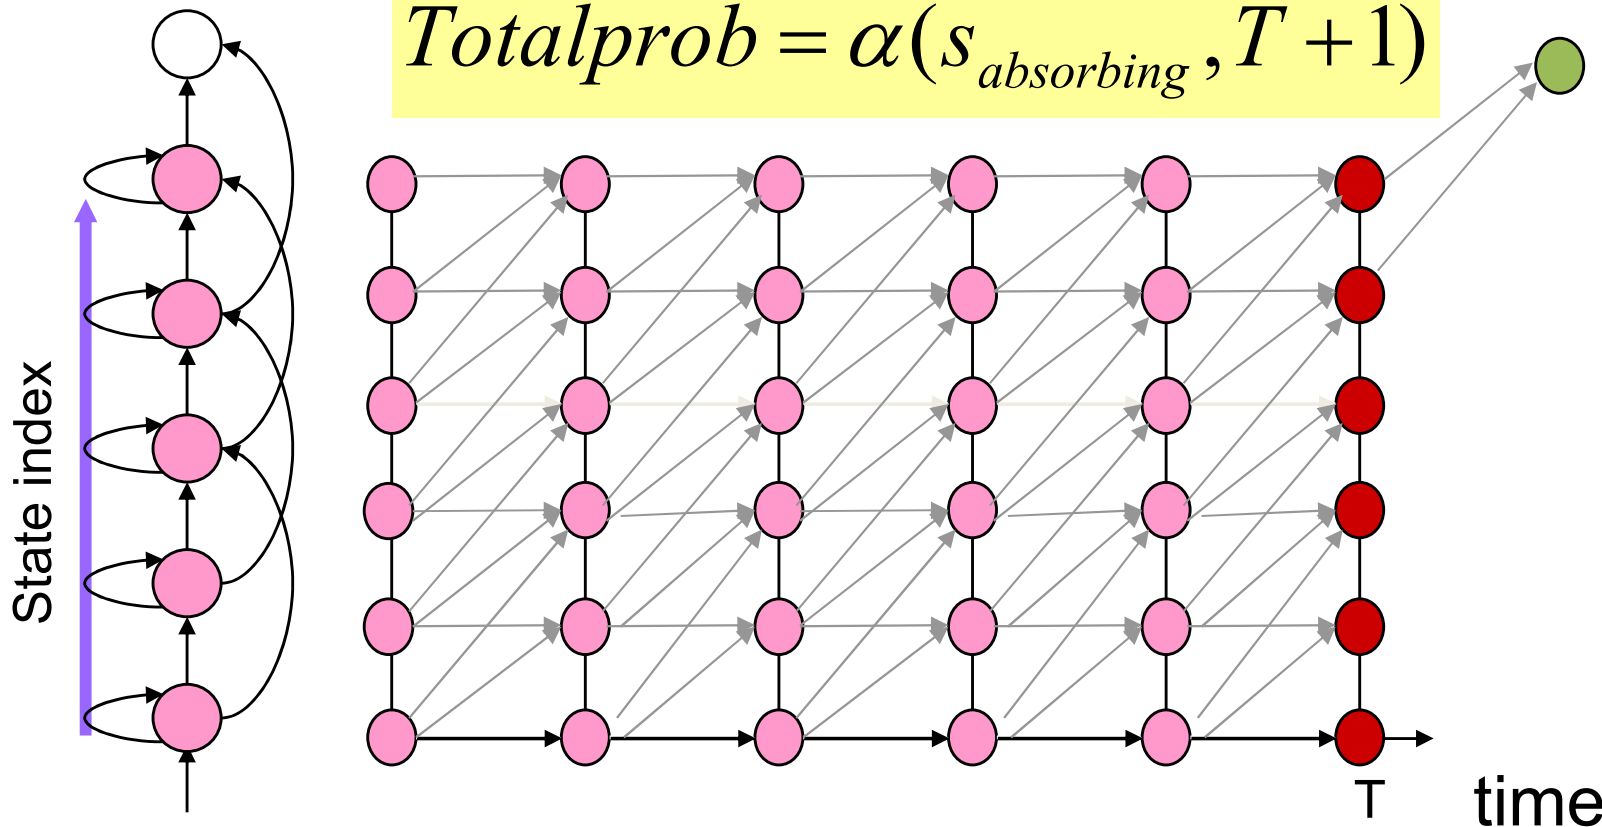 Totalprob = α(s_absorbing, T + 1)
State index
T
time